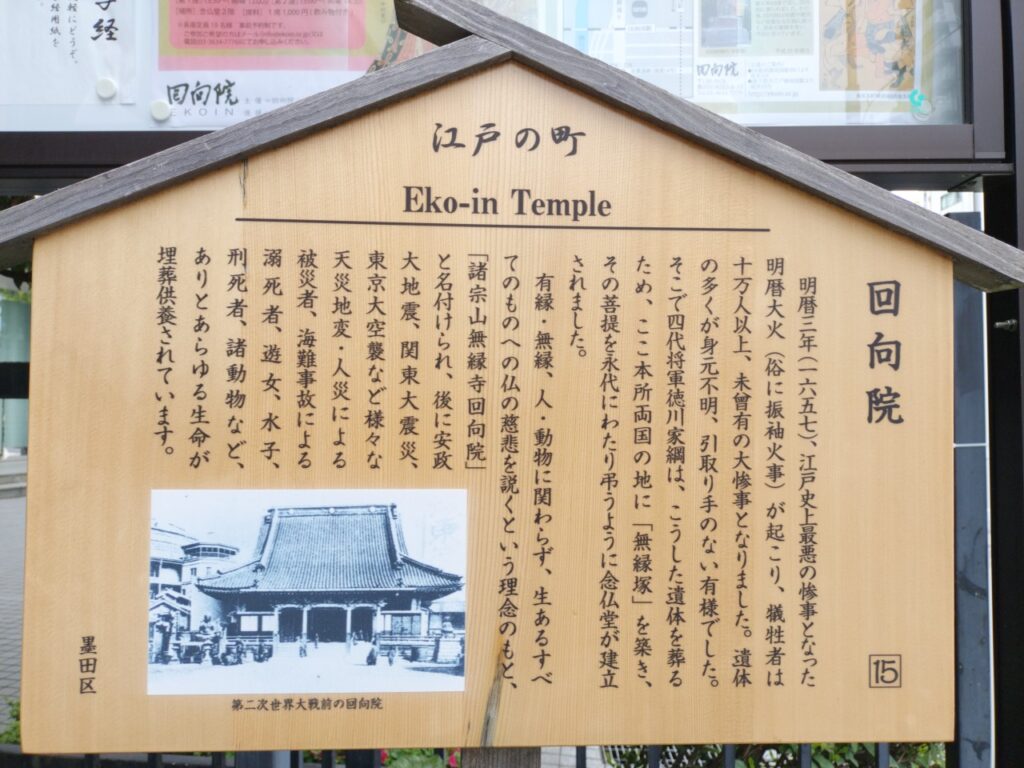 回向院
EKOIN
回向院
江戸の町
Eko-in Temple
回向院
15
明暦三年(一六五七)、江戸史上最悪の惨事となった
明暦大火(俗に振袖火事)が起こり、犠牲者は
十万人以上、未曾有の大惨事となりました。遺体
の多くが身元不明、引取り手のない有様でした。
そこで四代将軍徳川家綱は、こうした遺体を葬る
ため、ここ本所両国の地に「無縁塚」を築き、
その菩提を永代にわたり弔うように念仏堂が建立
されました。
有縁・無縁、人・動物に関わらず、生あるすべ
てのものへの仏の慈悲を説くという理念のもと、
「諸宗山無縁寺回向院」
と名付けられ、後に安政
大地震、関東大震災、
東京大空襲など様々な
天災地変・人災による
被災者、海難事故による
溺死者、遊女、水子、
刑死者、諸動物など、
ありとあらゆる生命が
埋葬供養されています。
第二次世界大戦前の回向院
墨田区